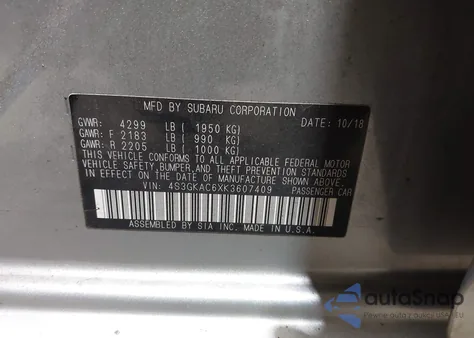 MFD BY SUBARU CORPORATION
DATE: 10/18
GVWR: 4299 LB [ 1950 KG]
GAWR: F 2183 LB [ 990 KG]
GAWR: R 2205 LB [ 1000 KG]
THIS VEHICLE CONFORMS TO ALL APPLICABLE FEDERAL MOTOR
VEHICLE SAFETY,BUMPER,AND THEFT PREVENTION STANDARDS
IN EFFECT ON THE DATE OF MANUFACTURE SHOWN ABOVE.
VIN: 4S3GKAC6XK3607409
PASSENGER CAR
ASSEMBLED BY SIA INC. MADE IN U.S.A.
autoSnap